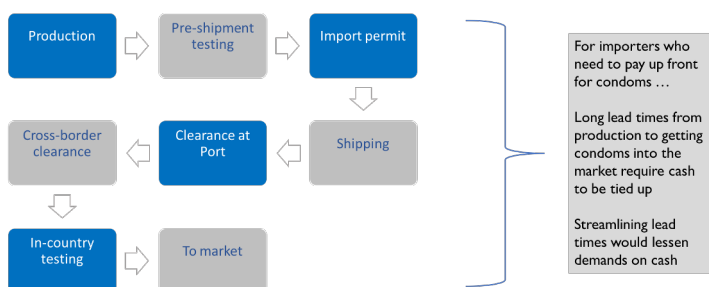 Production
Pre-shipment
testing
Import permit
Cross-border
clearance
Clearance at
Port
Shipping
In-country
testing
To market
For importers who
need to pay up front
for condoms …
Long lead times from
production to getting
condoms into the
market require cash
to be tied up
Streamlining lead
times would lessen
demands on cash